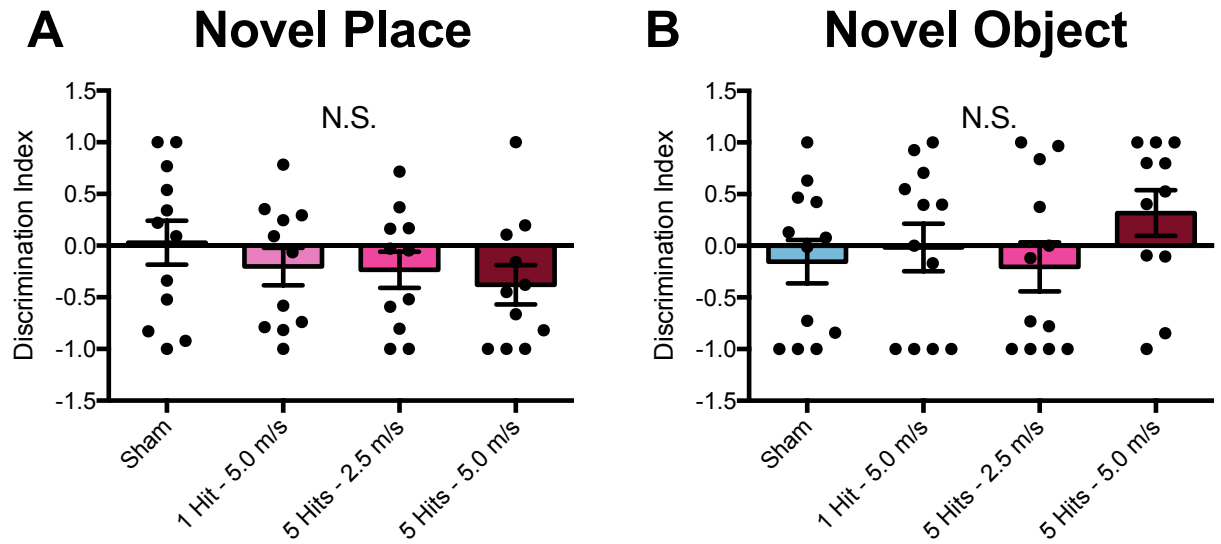 A Novel Place
Discrimination Index
1.5
1.0
0.5
0.0
-0.5
-1.0
-1.5
N.S.
Sham
1 Hit - 5.0 m/s
5 Hits - 2.5 m/s
5 Hits - 5.0 m/s
B Novel Object
Discrimination Index
1.5
1.0
0.5
0.0
-0.5
-1.0
-1.5
N.S.
Sham
1 Hit - 5.0 m/s
5 Hits - 2.5 m/s
5 Hits - 5.0 m/s